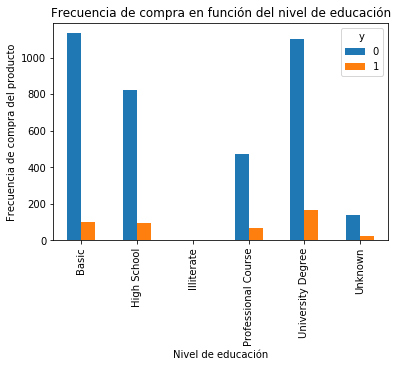 Frecuencia de compra en función del nivel de educación
Frecuencia de compra del producto
1000
800
600
400
200
0
y
0
1
Basic
High School
Illiterate
Professional Course
University Degree
Unknown
Nivel de educación